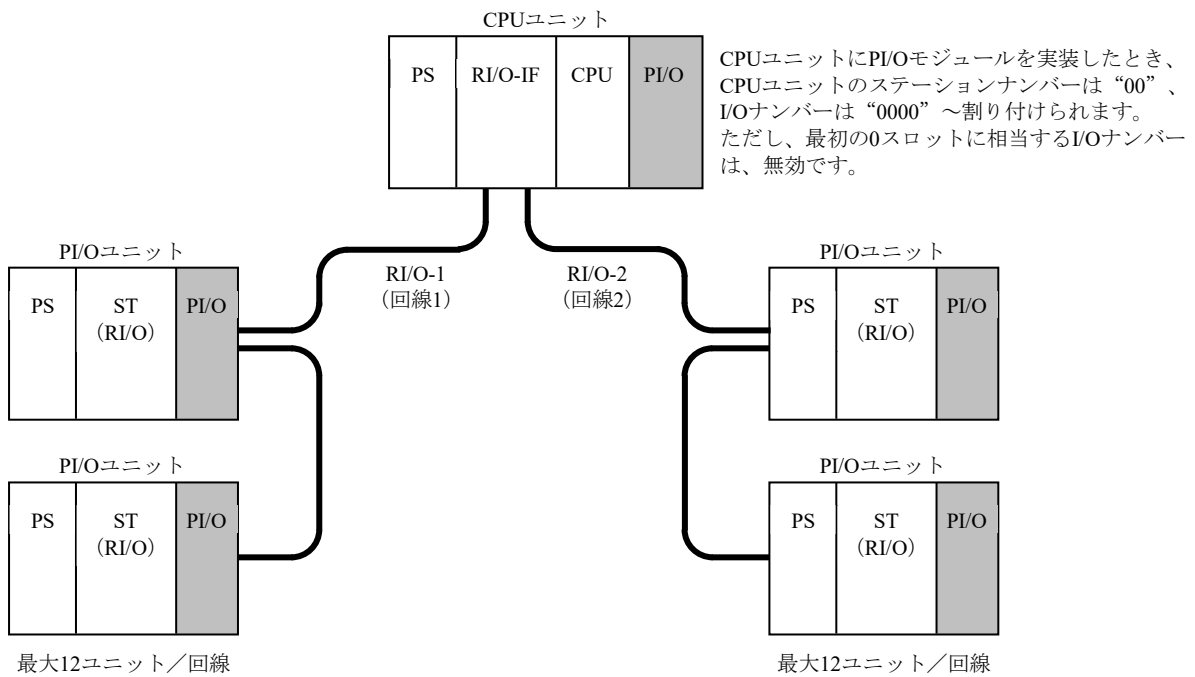 CPUユニット
PS
RI/O-IF
CPU
PI/O
CPUユニットにPI/Oモジュールを実装したとき、
CPUユニットのステーションナンバーは“00”、
I/Oナンバーは“0000”～割り付けられます。
ただし、最初の0スロットに相当するI/Oナンバー
は、無効です。
RI/O-1
（回線1）
RI/O-2
（回線2）
PI/Oユニット
PS
ST
（RI/O）
PI/O
PI/Oユニット
PS
ST
（RI/O）
PI/O
PI/Oユニット
PS
ST
（RI/O）
PI/O
PI/Oユニット
PS
ST
（RI/O）
PI/O
最大12ユニット／回線
最大12ユニット／回線